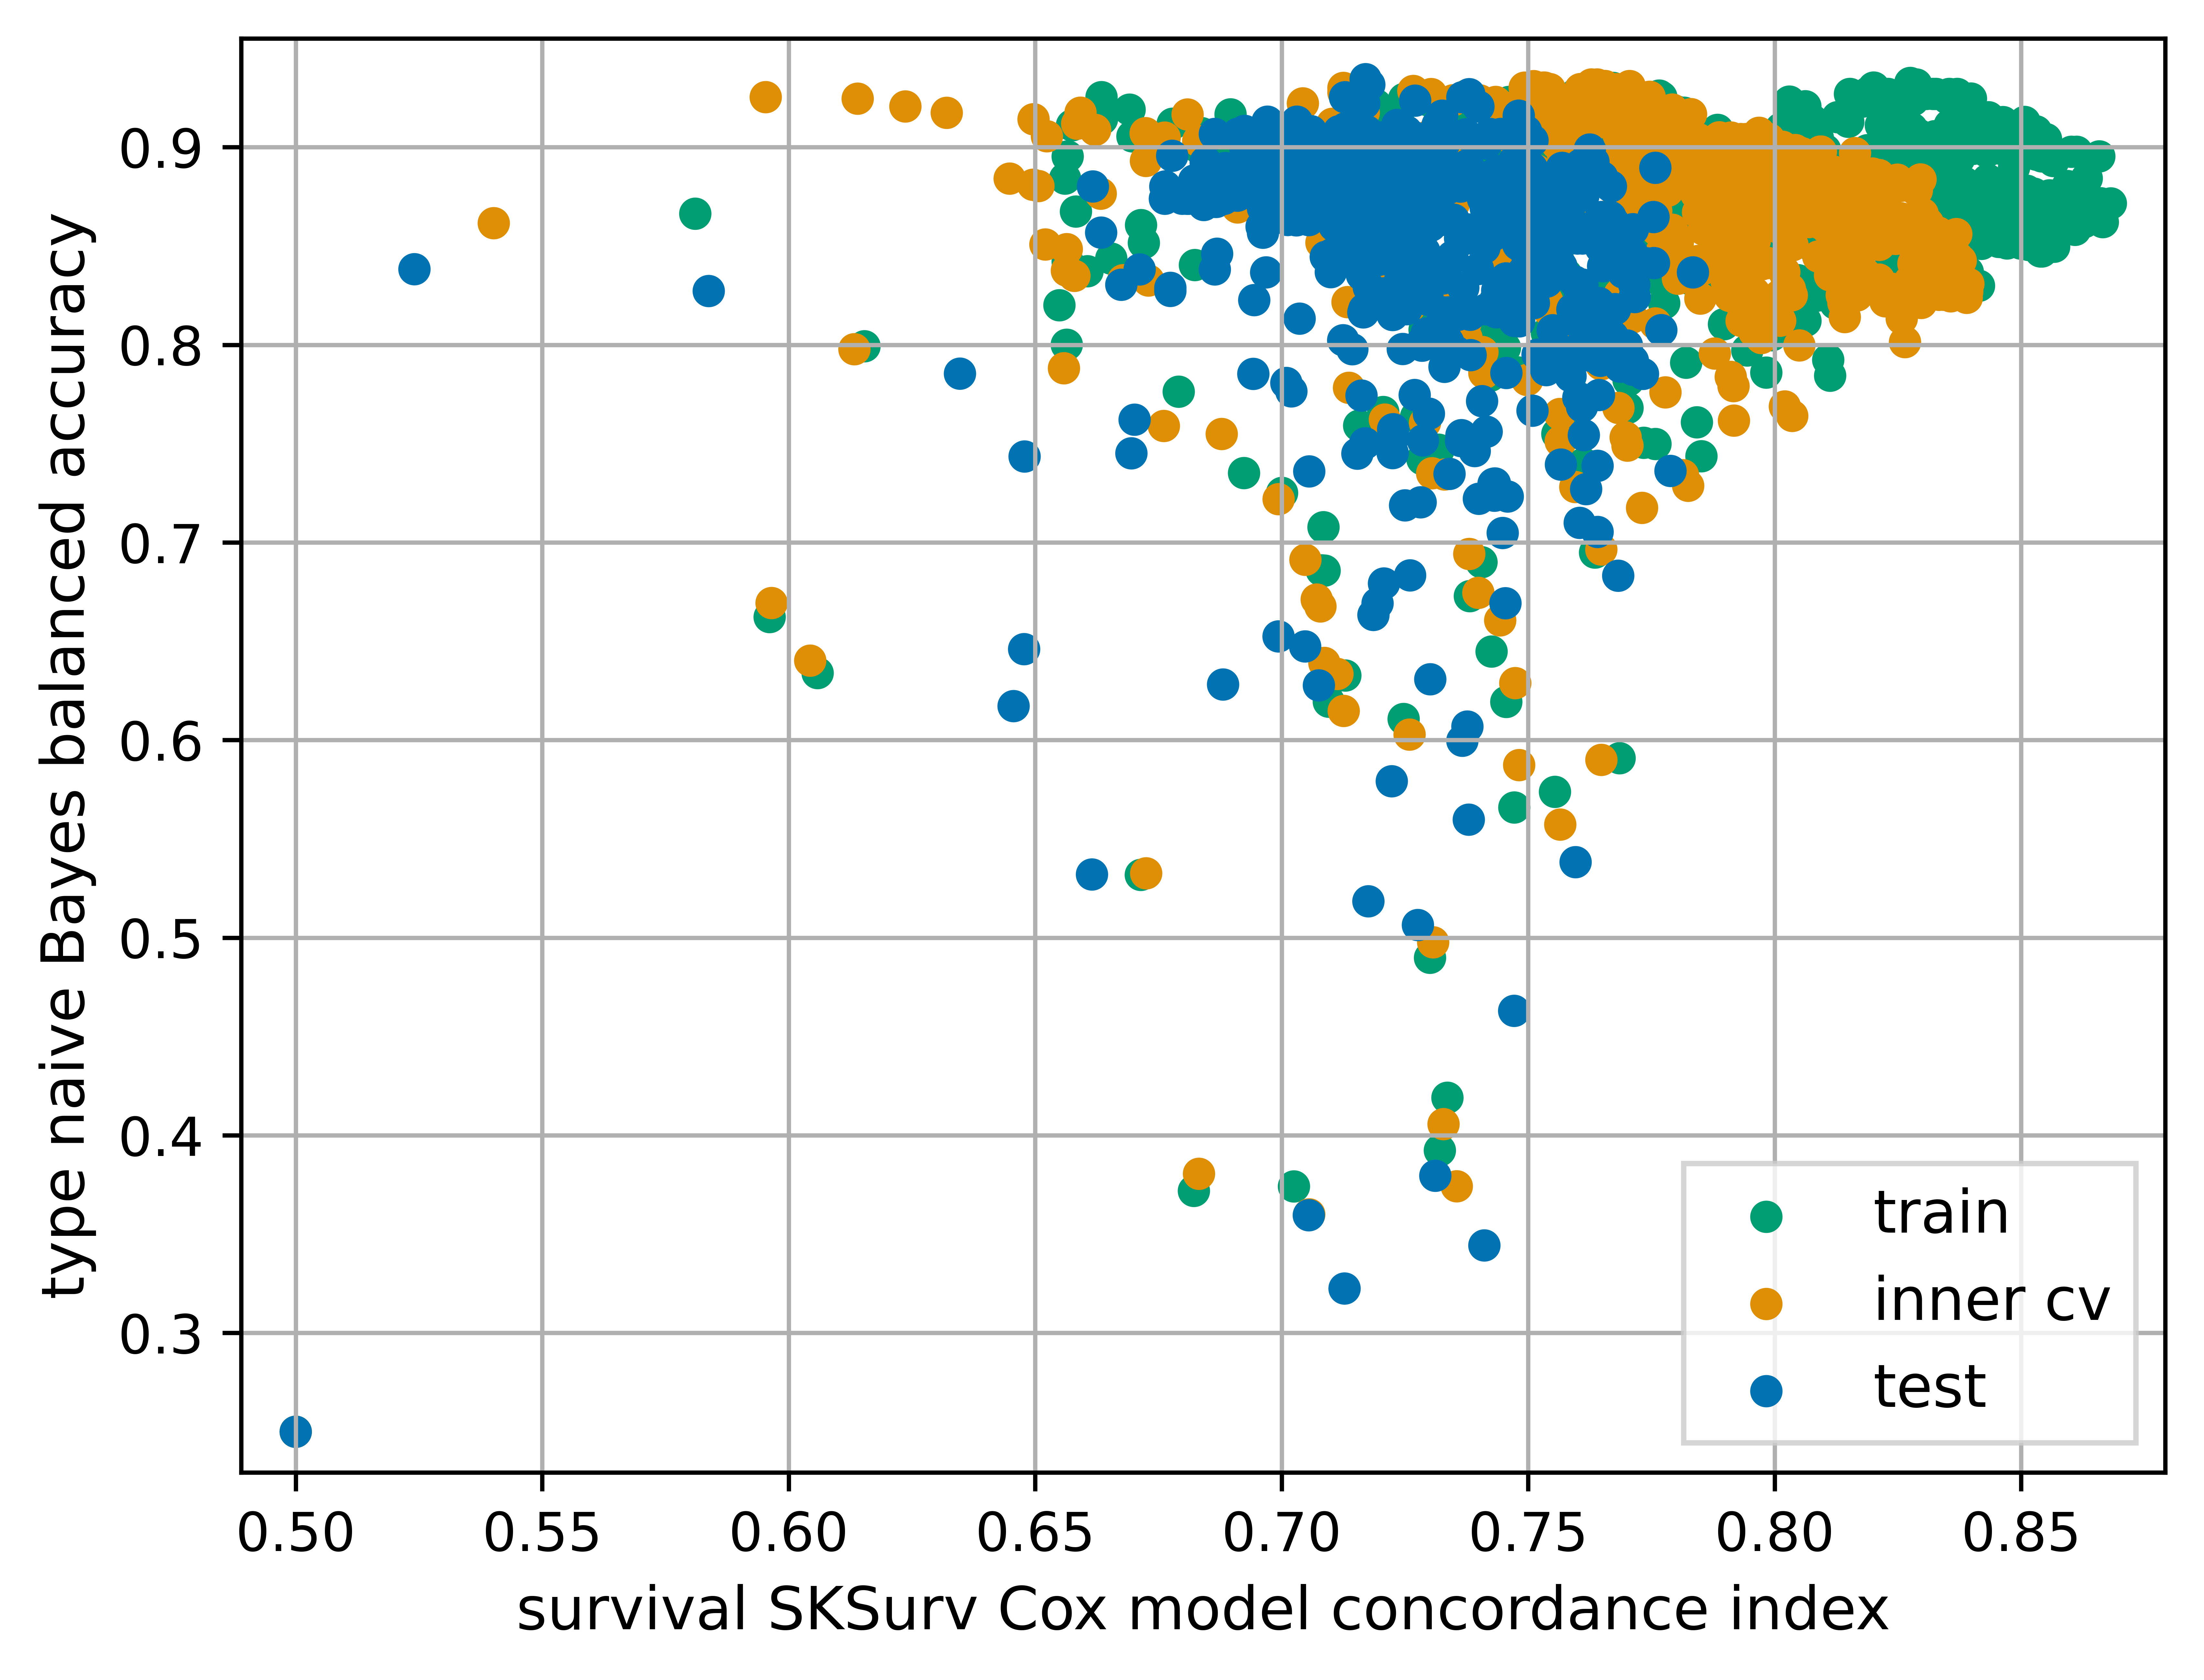 type naive Bayes balanced accuracy
0.9
0.8
0.7
0.6
0.5
0.4
0.3
train
inner cv
test
0.50 0.55 0.60 0.65 0.70 0.75 0.80 0.85
survival SKSurv Cox model concordance index